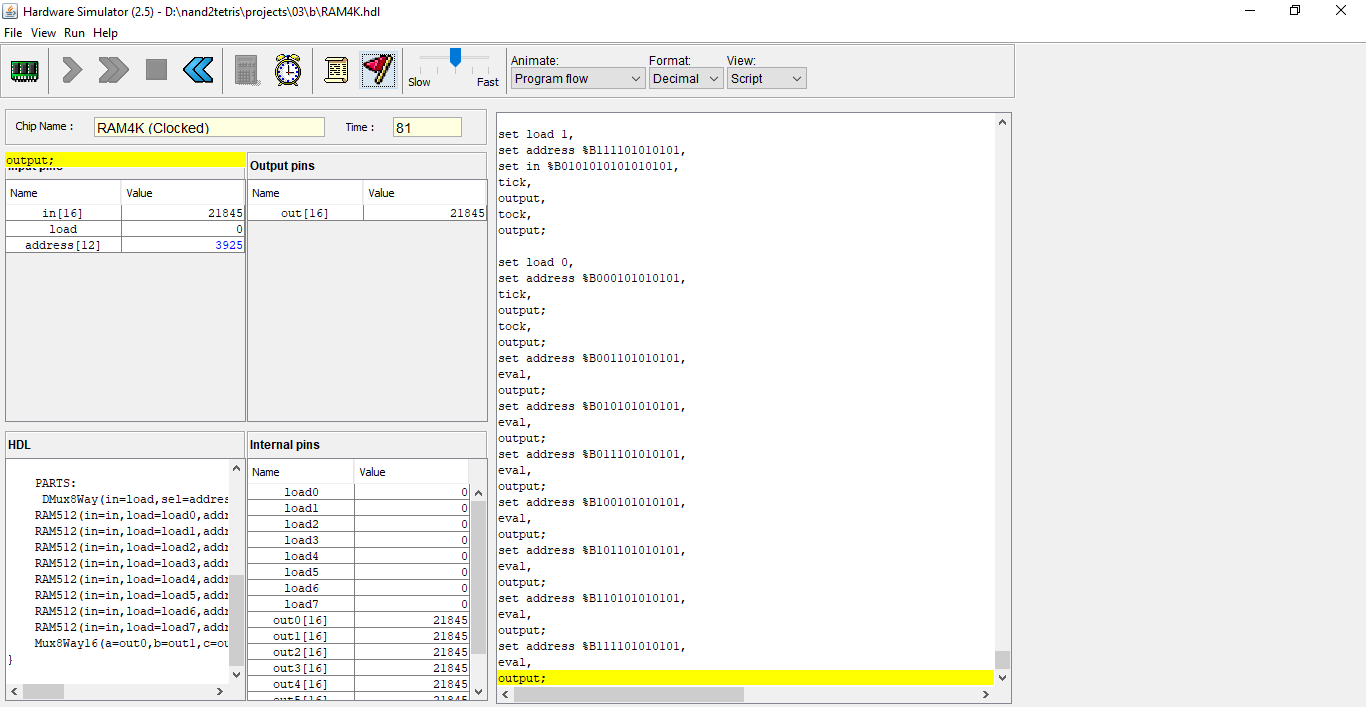 Hardware Simulator (2.5) - D:\nand2tetris\projects\03\b\RAM4K.hdl
File View Run Help
Slow Fast
Animate: Format: View:
Program flow Decimal Script
Chip Name : RAM4K (Clocked) Time : 81
output;
Output pins
Name Value Name Value
in[16] 21845 out[16] 21845
load 0
address[12] 3925
set load 1,
set address %B111101010101,
set in %B0101010101010101,
tick,
output,
tock,
output;
set load 0,
set address %B000101010101,
tick,
output;
tock,
output;
set address %B001101010101,
eval,
output;
set address %B010101010101,
eval,
output;
set address %B011101010101,
eval,
output;
set address %B100101010101,
eval,
output;
set address %B101101010101,
eval,
output;
set address %B110101010101,
eval,
output;
set address %B111101010101,
eval,
output;
HDL
PARTS:
DMux8Way(in=load,sel=addres
RAM512(in=in,load=load0,addr
RAM512(in=in,load=load1,addr
RAM512(in=in,load=load2,addr
RAM512(in=in,load=load3,addr
RAM512(in=in,load=load4,addr
RAM512(in=in,load=load5,addr
RAM512(in=in,load=load6,addr
RAM512(in=in,load=load7,addr
Mux8Way16(a=out0,b=out1,c=ou
}
Internal pins
Name Value
load0 0
load1 0
load2 0
load3 0
load4 0
load5 0
load6 0
load7 0
out0[16] 21845
out1[16] 21845
out2[16] 21845
out3[16] 21845
out4[16] 21845